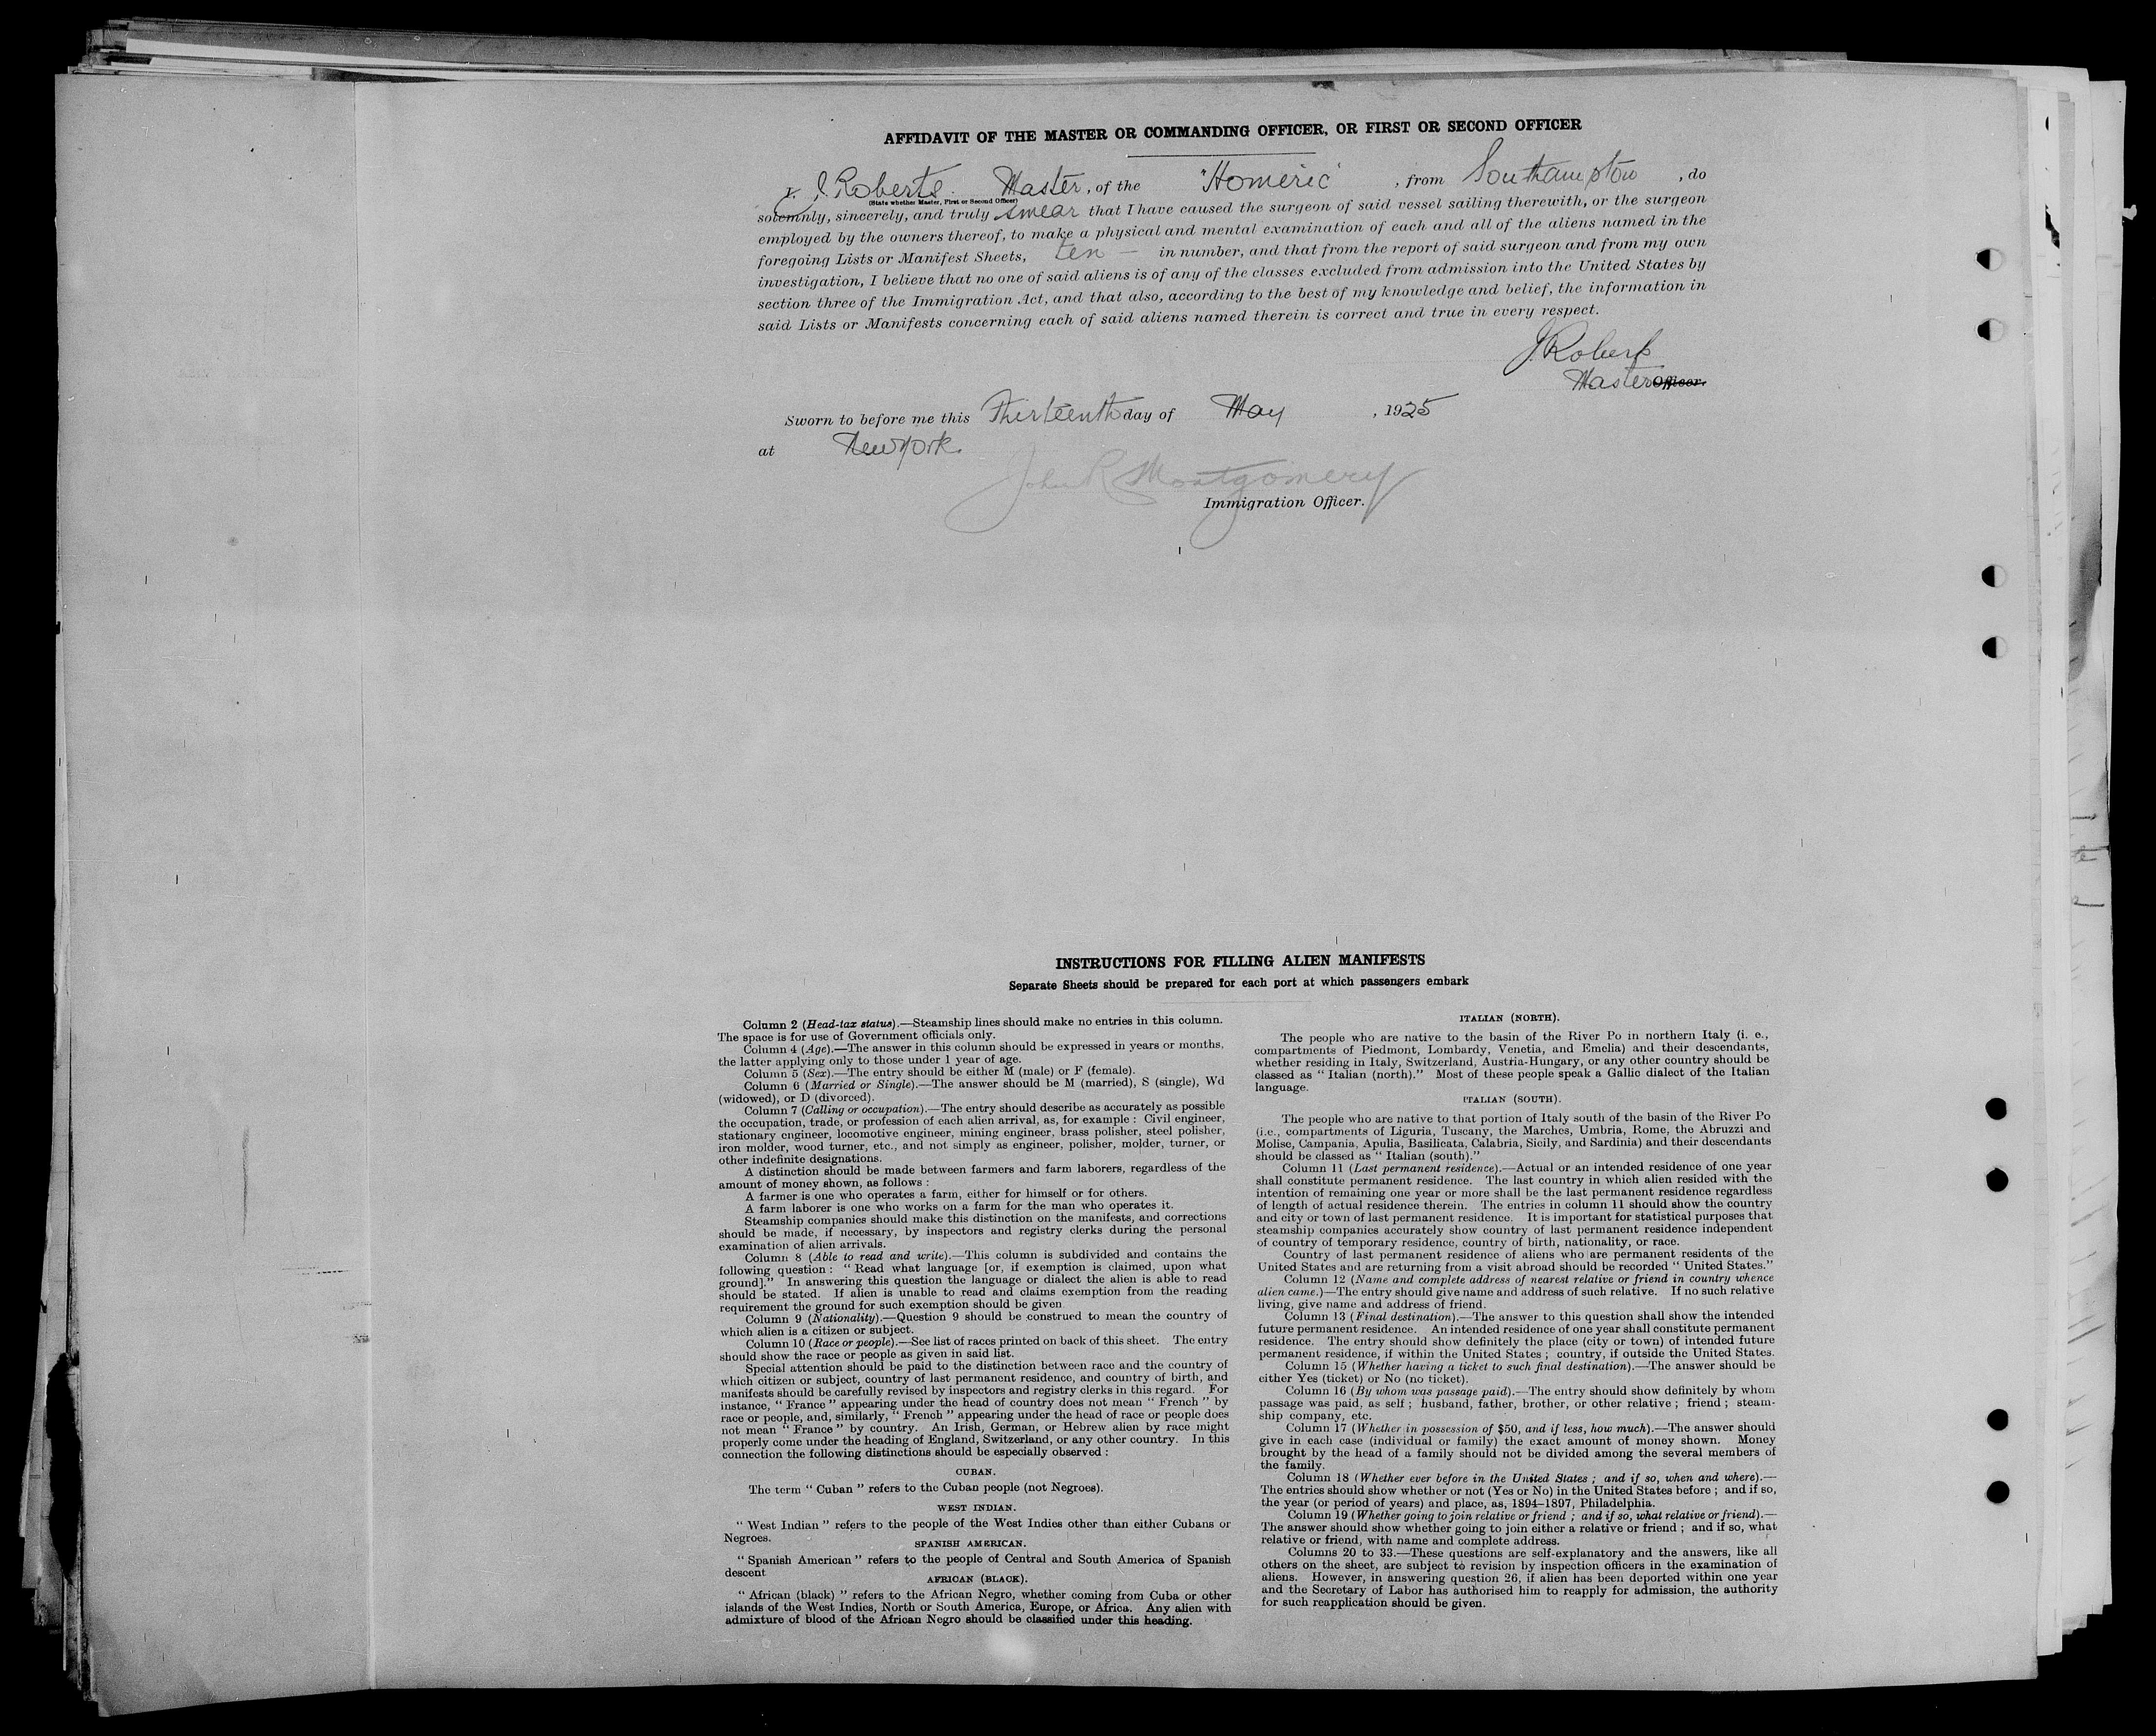 AFFIDAVIT OF THE MASTER OR COMMANDING OFFICER, OR FIRST OR SECOND OFFICER
I, J. Roberts. Master, of the "Homeric", from Southampton, do
(State whether Master, First or Second Officer)
solemnly, sincerely, and truly swear that I have caused the surgeon of said vessel sailing therewith, or the surgeon
employed by the owners thereof, to make a physical and mental examination of each and all of the aliens named in the
foregoing Lists or Manifest Sheets, ten — in number, and that from the report of said surgeon and from my own
investigation, I believe that no one of said aliens is of any of the classes excluded from admission into the United States by
section three of the Immigration Act, and that also, according to the best of my knowledge and belief, the information in
said Lists or Manifests concerning each of said aliens named therein is correct and true in every respect.
J. Roberts
Master Officer.
Sworn to before me this Thirteenth day of May, 1925
at New York.
John R Montgomery
Immigration Officer.
INSTRUCTIONS FOR FILLING ALIEN MANIFESTS
Separate Sheets should be prepared for each port at which passengers embark
Column 2 (Head-tax status).—Steamship lines should make no entries in this column.
The space is for use of Government officials only.
Column 4 (Age).—The answer in this column should be expressed in years or months,
the latter applying only to those under 1 year of age.
Column 5 (Sex).—The entry should be either M (male) or F (female).
Column 6 (Married or Single).—The answer should be M (married), S (single), Wd
(widowed), or D (divorced).
Column 7 (Calling or occupation).—The entry should describe as accurately as possible
the occupation, trade, or profession of each alien arrival, as, for example : Civil engineer,
stationary engineer, locomotive engineer, mining engineer, brass polisher, steel polisher,
iron molder, wood turner, etc., and not simply as engineer, polisher, molder, turner, or
other indefinite designations.
A distinction should be made between farmers and farm laborers, regardless of the
amount of money shown, as follows :
A farmer is one who operates a farm, either for himself or for others.
A farm laborer is one who works on a farm for the man who operates it.
Steamship companies should make this distinction on the manifests, and corrections
should be made, if necessary, by inspectors and registry clerks during the personal
examination of alien arrivals.
Column 8 (Able to read and write).—This column is subdivided and contains the
following question : " Read what language [or, if exemption is claimed, upon what
ground]." In answering this question the language or dialect the alien is able to read
should be stated. If alien is unable to read and claims exemption from the reading
requirement the ground for such exemption should be given
Column 9 (Nationality).—Question 9 should be construed to mean the country of
which alien is a citizen or subject.
Column 10 (Race or people).—See list of races printed on back of this sheet. The entry
should show the race or people as given in said list.
Special attention should be paid to the distinction between race and the country of
which citizen or subject, country of last permanent residence, and country of birth, and
manifests should be carefully revised by inspectors and registry clerks in this regard. For
instance, " France " appearing under the head of country does not mean " French " by
race or people, and, similarly, " French " appearing under the head of race or people does
not mean " France " by country. An Irish, German, or Hebrew alien by race might
properly come under the heading of England, Switzerland, or any other country. In this
connection the following distinctions should be especially observed :
CUBAN.
The term " Cuban " refers to the Cuban people (not Negroes).
WEST INDIAN.
" West Indian " refers to the people of the West Indies other than either Cubans or
Negroes.
SPANISH AMERICAN.
" Spanish American " refers to the people of Central and South America of Spanish
descent
AFRICAN (BLACK).
" African (black) " refers to the African Negro, whether coming from Cuba or other
islands of the West Indies, North or South America, Europe, or Africa. Any alien with
admixture of blood of the African Negro should be classified under this heading.
ITALIAN (NORTH).
The people who are native to the basin of the River Po in northern Italy (i. e.,
compartments of Piedmont, Lombardy, Venetia, and Emelia) and their descendants,
whether residing in Italy, Switzerland, Austria-Hungary, or any other country should be
classed as " Italian (north)." Most of these people speak a Gallic dialect of the Italian
language.
ITALIAN (SOUTH).
The people who are native to that portion of Italy south of the basin of the River Po
(i.e., compartments of Liguria, Tuscany, the Marches, Umbria, Rome, the Abruzzi and
Molise, Campania, Apulia, Basilicata, Calabria, Sicily, and Sardinia) and their descendants
should be classed as " Italian (south)."
Column 11 (Last permanent residence).—Actual or an intended residence of one year
shall constitute permanent residence. The last country in which alien resided with the
intention of remaining one year or more shall be the last permanent residence regardless
of length of actual residence therein. The entries in column 11 should show the country
and city or town of last permanent residence. It is important for statistical purposes that
steamship companies accurately show country of last permanent residence independent
of country of temporary residence, country of birth, nationality, or race.
Country of last permanent residence of aliens who are permanent residents of the
United States and are returning from a visit abroad should be recorded " United States."
Column 12 (Name and complete address of nearest relative or friend in country whence
alien came.)—The entry should give name and address of such relative. If no such relative
living, give name and address of friend.
Column 13 (Final destination).—The answer to this question shall show the intended
future permanent residence. An intended residence of one year shall constitute permanent
residence. The entry should show definitely the place (city or town) of intended future
permanent residence, if within the United States ; country, if outside the United States.
Column 15 (Whether having a ticket to such final destination).—The answer should be
either Yes (ticket) or No (no ticket).
Column 16 (By whom was passage paid).—The entry should show definitely by whom
passage was paid, as self ; husband, father, brother, or other relative ; friend ; steam-
ship company, etc.
Column 17 (Whether in possession of $50, and if less, how much).—The answer should
give in each case (individual or family) the exact amount of money shown. Money
brought by the head of a family should not be divided among the several members of
the family.
Column 18 (Whether ever before in the United States ; and if so, when and where).—
The entries should show whether or not (Yes or No) in the United States before ; and if so,
the year (or period of years) and place, as, 1894–1897, Philadelphia.
Column 19 (Whether going to join relative or friend ; and if so, what relative or friend).—
The answer should show whether going to join either a relative or friend ; and if so, what
relative or friend, with name and complete address.
Columns 20 to 33.—These questions are self-explanatory and the answers, like all
others on the sheet, are subject to revision by inspection officers in the examination of
aliens. However, in answering question 26, if alien has been deported within one year
and the Secretary of Labor has authorised him to reapply for admission, the authority
for such reapplication should be given.